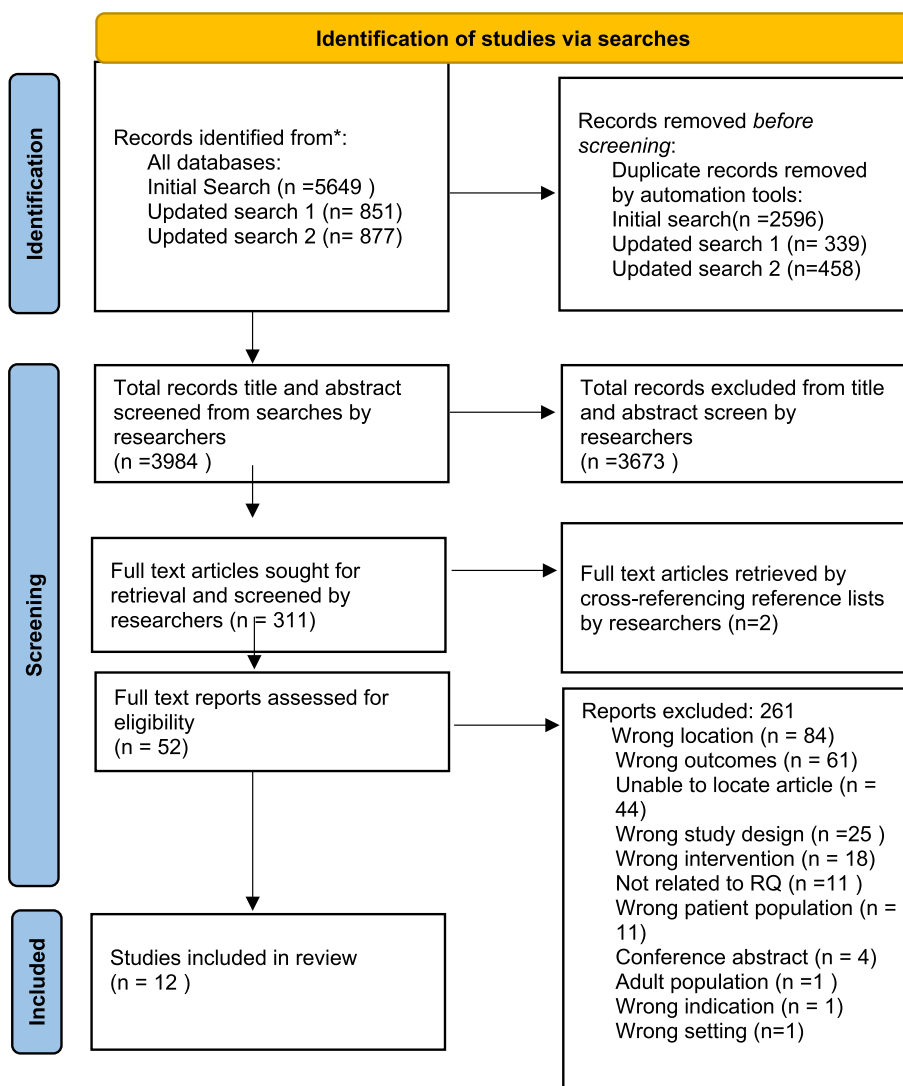 Identification of studies via searches
Identification
Records identified from*:
All databases:
Initial Search (n =5649 )
Updated search 1 (n= 851)
Updated search 2 (n= 877)
Records removed before
screening:
Duplicate records removed
by automation tools:
Initial search(n =2596)
Updated search 1 (n= 339)
Updated search 2 (n=458)
Screening
Total records title and abstract
screened from searches by
researchers
(n =3984 )
Total records excluded from title
and abstract screen by
researchers
(n =3673 )
Full text articles sought for
retrieval and screened by
researchers (n = 311)
Full text articles retrieved by
cross-referencing reference lists
by researchers (n=2)
Full text reports assessed for
eligibility
(n = 52)
Reports excluded: 261
Wrong location (n = 84)
Wrong outcomes (n = 61)
Unable to locate article (n =
44)
Wrong study design (n =25 )
Wrong intervention (n = 18)
Not related to RQ (n =11 )
Wrong patient population (n =
11)
Conference abstract (n = 4)
Adult population (n =1 )
Wrong indication (n = 1)
Wrong setting (n=1)
Included
Studies included in review
(n = 12 )